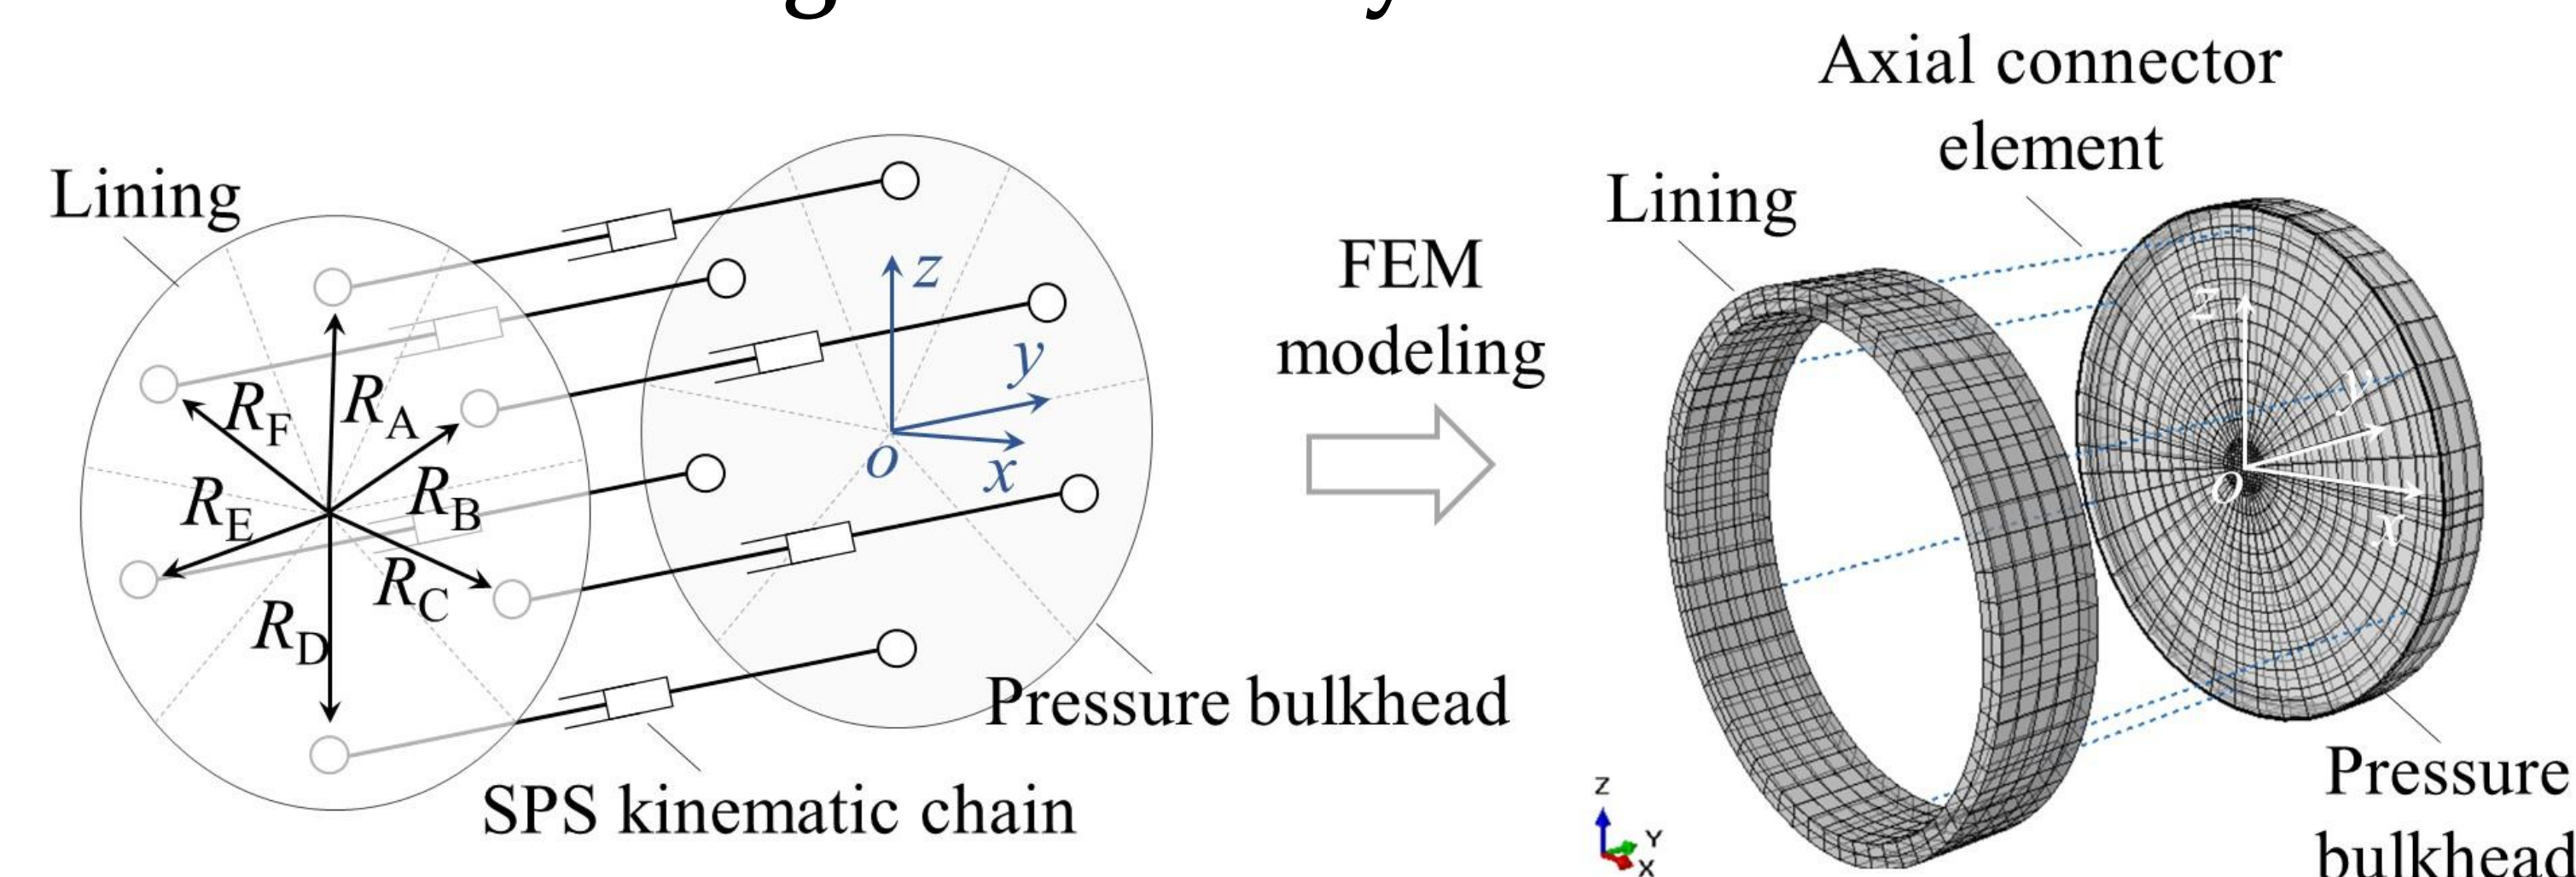 Lining
R_F
R_A
R_E
R_B
R_C
R_D
z
y
o
x
Pressure bulkhead
SPS kinematic chain
FEM
modeling
Axial connector
element
Lining
z
y
o
x
Pressure
bulkhead
Z
Y
X